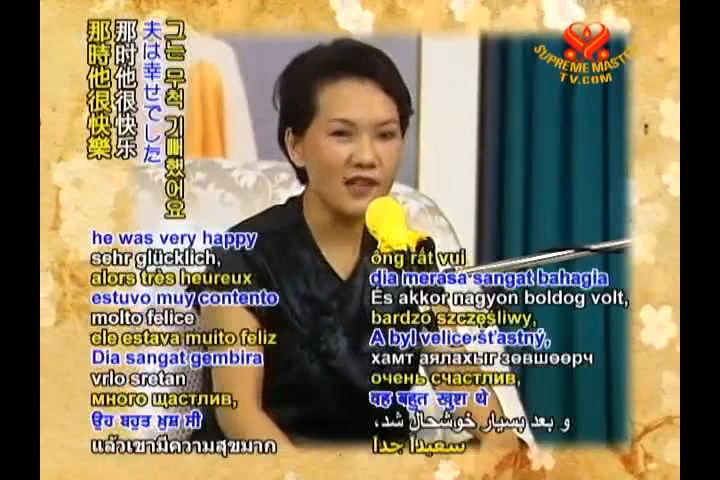 SUPREME MASTER
TV.COM
그는 무척 기뻐했어요
夫は幸せでした
那时他很快乐
那時他很快樂
he was very happy
sehr glücklich,
alors très heureux
estuvo muy contento
molto felice
ele estava muito feliz
Dia sangat gembira
vrlo sretan
много щастлив,
ਉਹ ਬਹੁਤ ਖੁਸ਼ ਸੀ
แล้วเขามีความสุขมาก
ông rất vui
dia merasa sangat bahagia
És akkor nagyon boldog volt,
bardzo szczęśliwy,
A byl velice šťastný,
хамт аялахыг зөвшөөрч
очень счастлив,
वह बहुत खुश थे
و بعد بسیار خوشحال شد،
سعيدا جدا